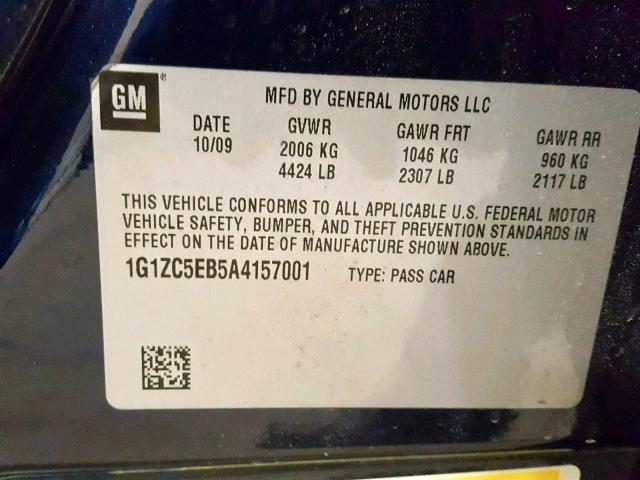 GM®
MFD BY GENERAL MOTORS LLC
DATE GVWR GAWR FRT GAWR RR
10/09 2006 KG 1046 KG 960 KG
4424 LB 2307 LB 2117 LB
THIS VEHICLE CONFORMS TO ALL APPLICABLE U.S. FEDERAL MOTOR
VEHICLE SAFETY, BUMPER, AND THEFT PREVENTION STANDARDS IN
EFFECT ON THE DATE OF MANUFACTURE SHOWN ABOVE.
1G1ZC5EB5A4157001 TYPE: PASS CAR